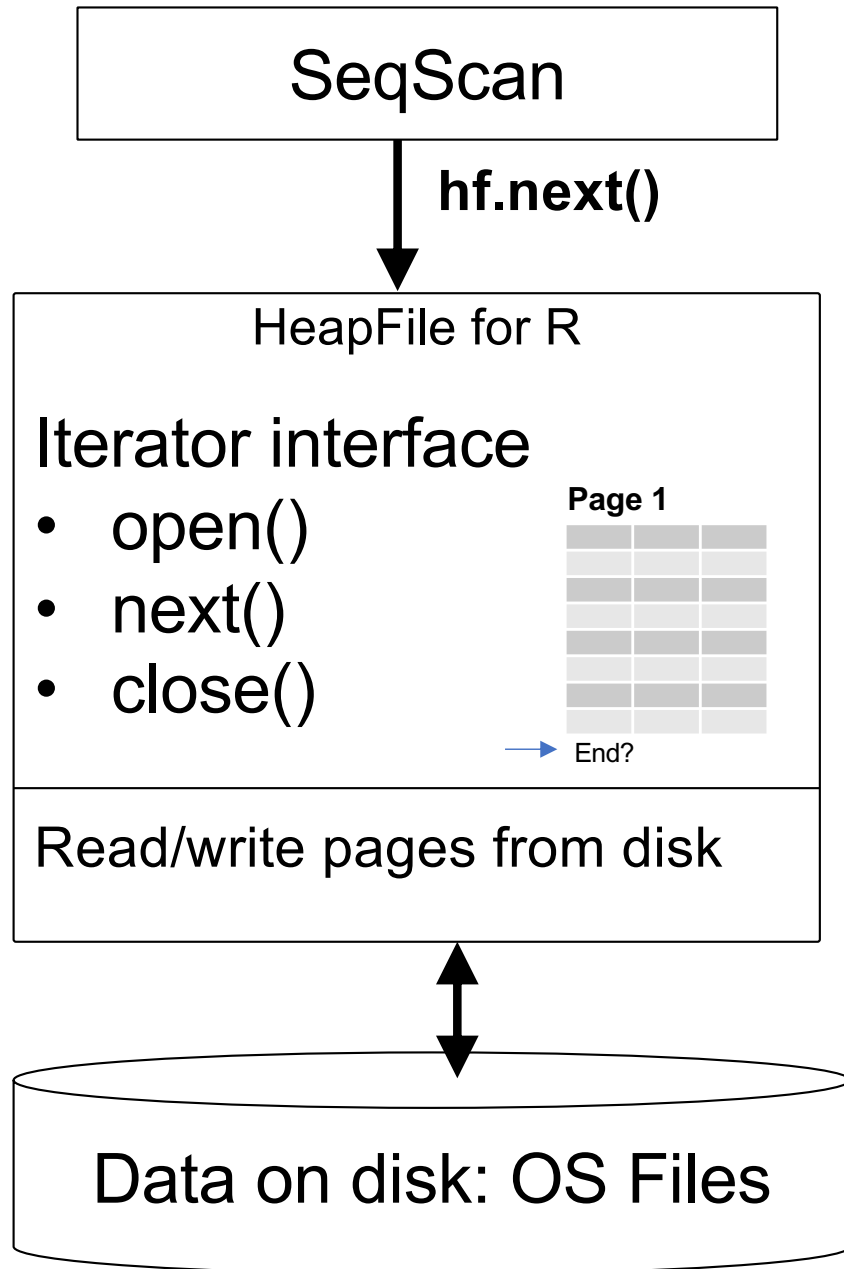 SeqScan
hf.next()
HeapFile for R
Iterator interface
• open()
• next()
• close()
Page 1
End?
Read/write pages from disk
Data on disk: OS Files